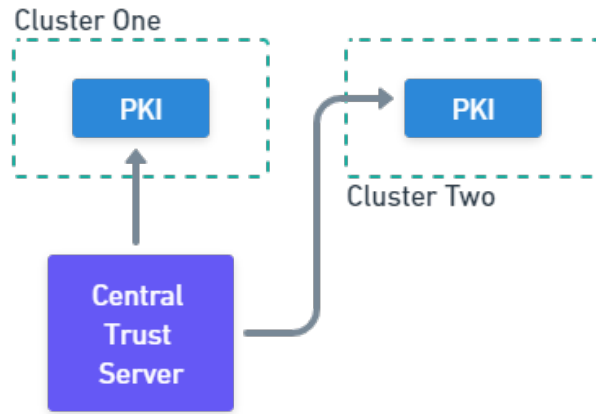 Cluster One
PKI
PKI
Cluster Two
Central
Trust
Server